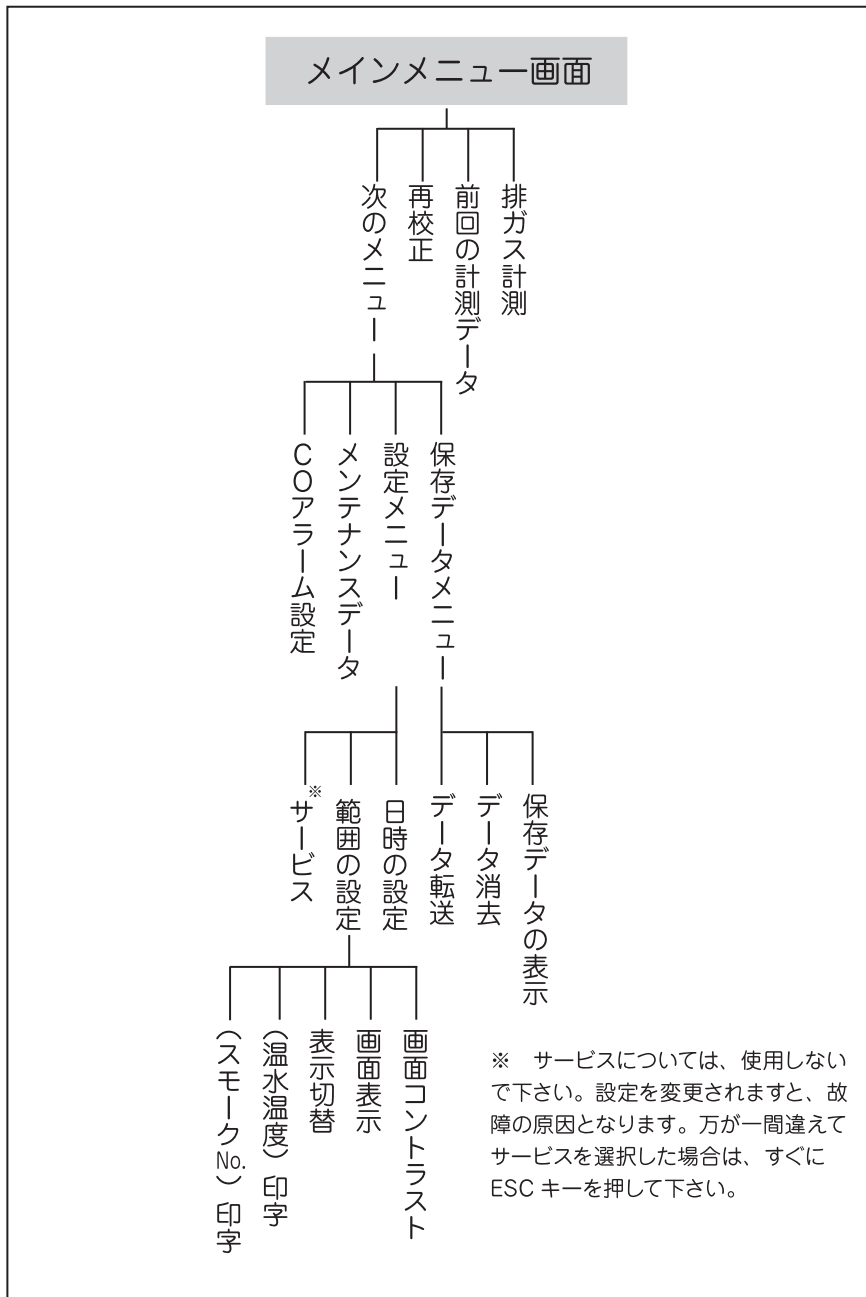 メインメニュー画面
排ガス計測
前回の計測データ
再校正
次のメニュー
保存データメニュー
設定メニュー
メンテナンスデータ
COアラーム設定
保存データの表示
データ消去
データ転送
日時の設定
範囲の設定
サービス※
画面コントラスト
画面表示
表示切替
(温水温度)印字
(スモークNo.)印字
※　サービスについては、使用しない
で下さい。設定を変更されますと、故
障の原因となります。万が一間違えて
サービスを選択した場合は、すぐに
ESC キーを押して下さい。